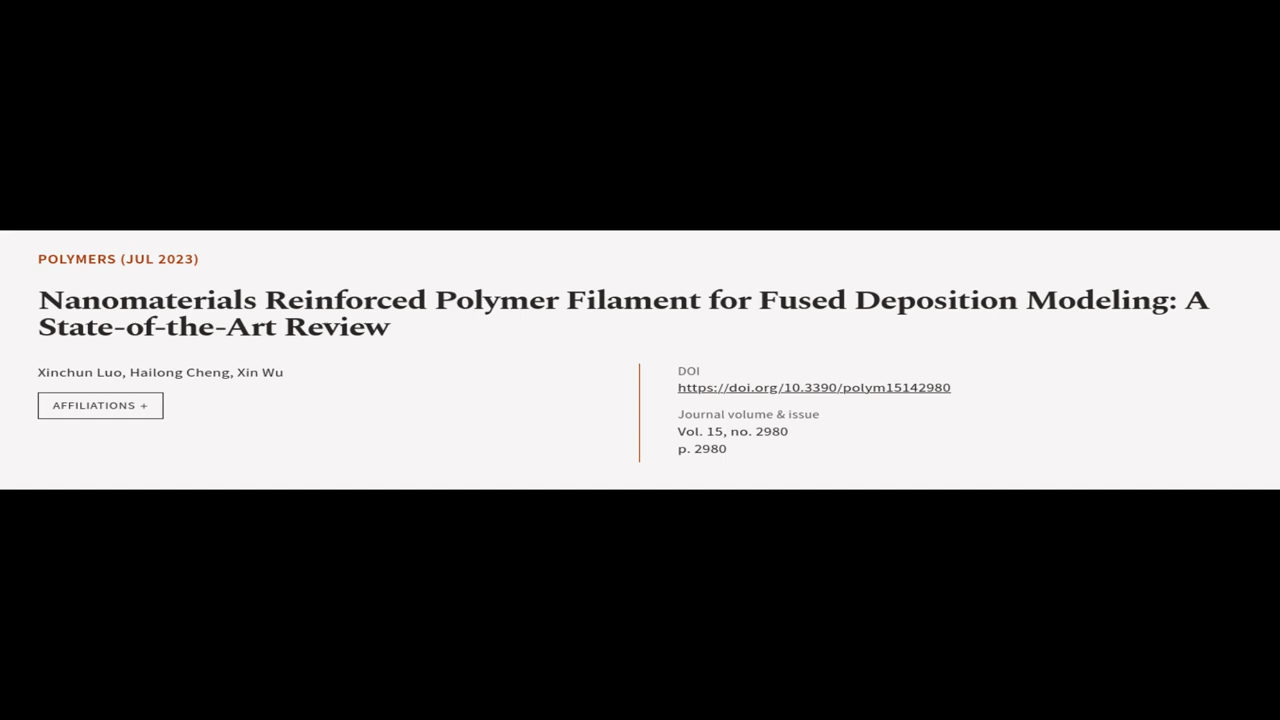 POLYMERS (JUL 2023)
Nanomaterials Reinforced Polymer Filament for Fused Deposition Modeling: A
State-of-the-Art Review
Xinchun Luo, Hailong Cheng, Xin Wu
AFFILIATIONS +
DOI
https://doi.org/10.3390/polym15142980
Journal volume & issue
Vol. 15, no. 2980
p. 2980